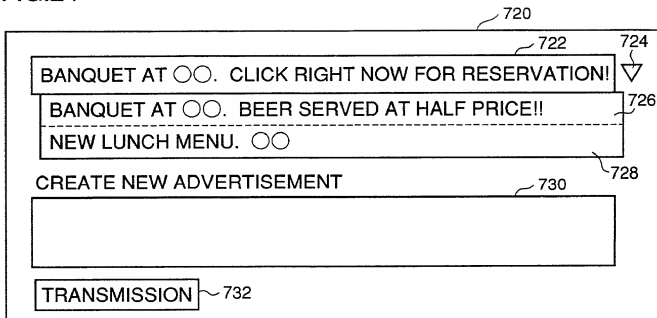 720
722
724
BANQUET AT ○○. CLICK RIGHT NOW FOR RESERVATION! ▽
BANQUET AT ○○. BEER SERVED AT HALF PRICE!!
726
NEW LUNCH MENU. ○○
728
CREATE NEW ADVERTISEMENT
730
TRANSMISSION
732